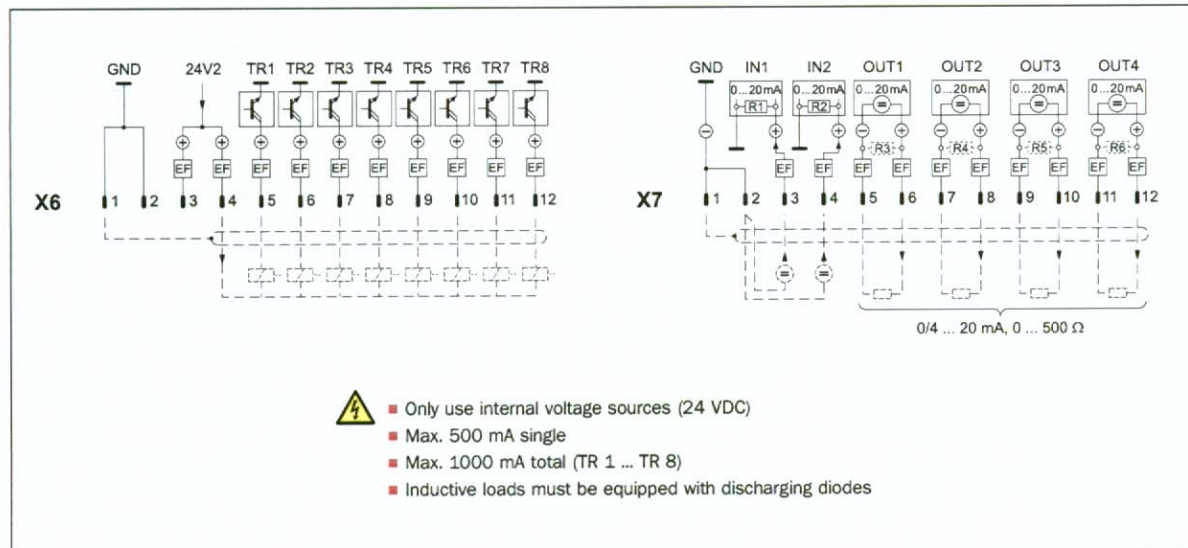 GND 24V2 TR1 TR2 TR3 TR4 TR5 TR6 TR7 TR8
+ + + + + + + + + +
EF EF EF EF EF EF EF EF EF EF
X6 1 2 3 4 5 6 7 8 9 10 11 12
GND IN1 IN2 OUT1 OUT2 OUT3 OUT4
0...20mA 0...20mA 0...20mA 0...20mA 0...20mA 0...20mA
R1 R2 = = = =
− + + − + − + − + − +
R3 R4 R5 R6
EF EF EF EF EF EF EF EF EF EF
X7 1 2 3 4 5 6 7 8 9 10 11 12
= =
0/4 ... 20 mA, 0 ... 500 Ω
Only use internal voltage sources (24 VDC)
Max. 500 mA single
Max. 1000 mA total (TR 1 ... TR 8)
Inductive loads must be equipped with discharging diodes